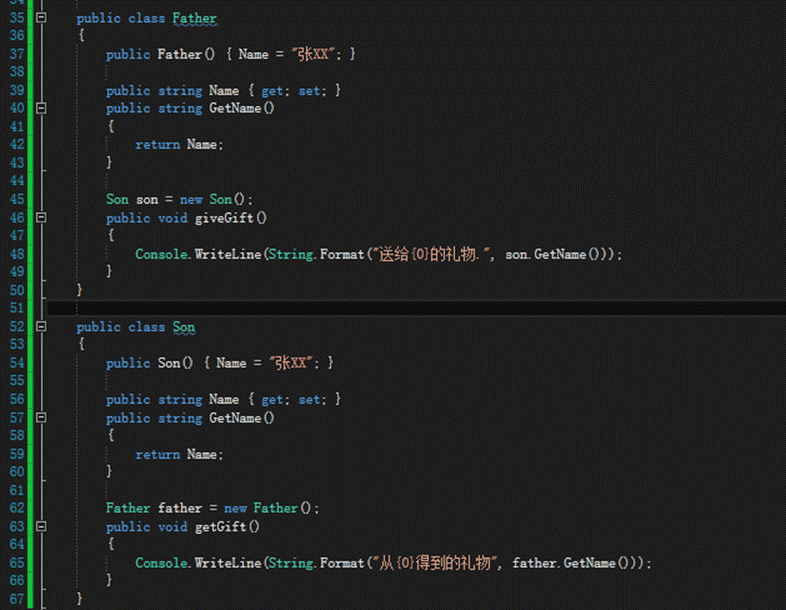 35 public class Father
36 {
37 public Father() { Name = "张XX"; }
38
39 public string Name { get; set; }
40 public string GetName()
41 {
42 return Name;
43 }
44
45 Son son = new Son();
46 public void giveGift()
47 {
48 Console.WriteLine(String.Format("送给{0}的礼物.", son.GetName()));
49 }
50 }
51
52 public class Son
53 {
54 public Son() { Name = "张XX"; }
55
56 public string Name { get; set; }
57 public string GetName()
58 {
59 return Name;
60 }
61
62 Father father = new Father();
63 public void getGift()
64 {
65 Console.WriteLine(String.Format("从{0}得到的礼物", father.GetName()));
66 }
67 }